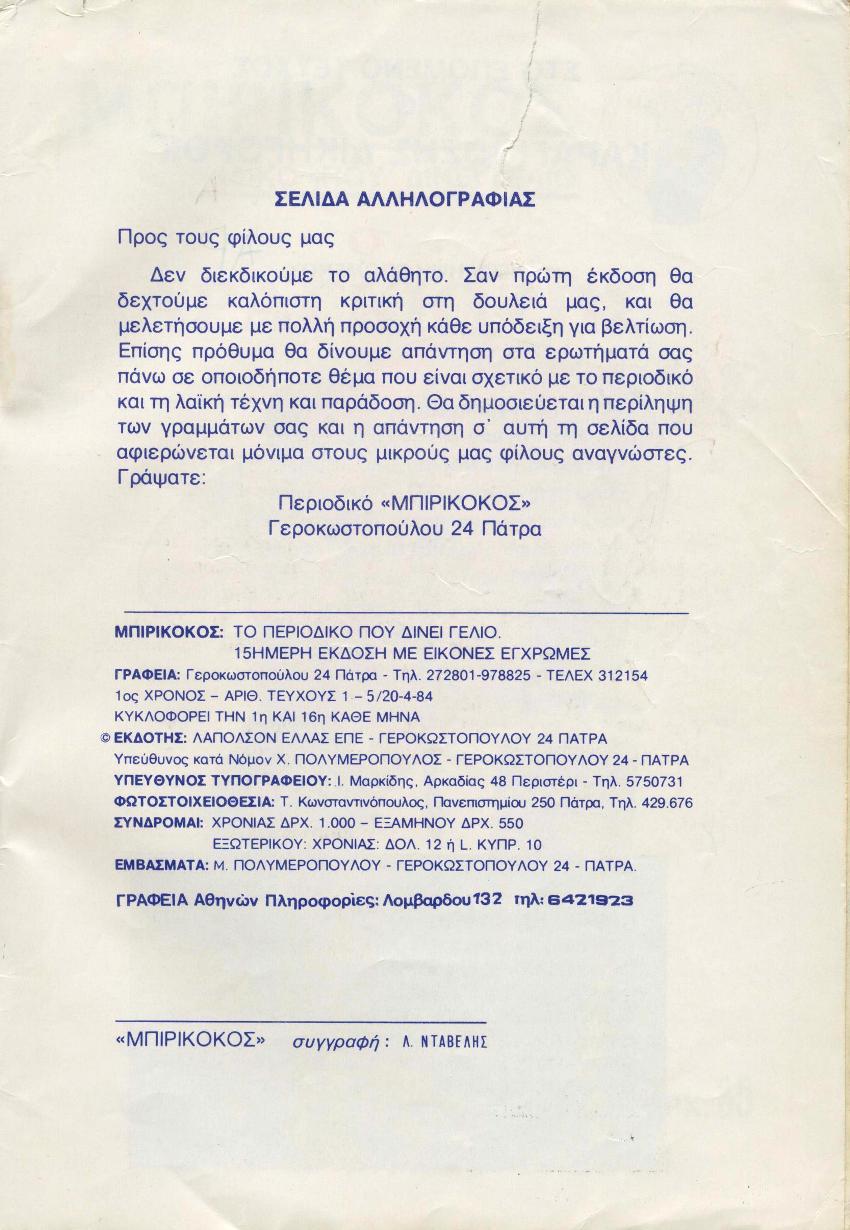 ΣΕΛΙΔΑ ΑΛΛΗΛΟΓΡΑΦΙΑΣ
Προς τους φίλους μας
Δεν διεκδικούμε το αλάθητο. Σαν πρώτη έκδοση θα
δεχτούμε καλόπιστη κριτική στη δουλειά μας, και θα
μελετήσουμε με πολλή προσοχή κάθε υπόδειξη για βελτίωση.
Επίσης πρόθυμα θα δίνουμε απάντηση στα ερωτήματά σας
πάνω σε οποιοδήποτε θέμα που είναι σχετικό με το περιοδικό
και τη λαϊκή τέχνη και παράδοση. Θα δημοσιεύεται η περίληψη
των γραμμάτων σας και η απάντηση σ' αυτή τη σελίδα που
αφιερώνεται μόνιμα στους μικρούς μας φίλους αναγνώστες.
Γράψατε:
Περιοδικό «ΜΠΙΡΙΚΟΚΟΣ»
Γεροκωστοπούλου 24 Πάτρα
ΜΠΙΡΙΚΟΚΟΣ: ΤΟ ΠΕΡΙΟΔΙΚΟ ΠΟΥ ΔΙΝΕΙ ΓΕΛΙΟ.
15ΗΜΕΡΗ ΕΚΔΟΣΗ ΜΕ ΕΙΚΟΝΕΣ ΕΓΧΡΩΜΕΣ
ΓΡΑΦΕΙΑ: Γεροκωστοπούλου 24 Πάτρα - Τηλ. 272801-978825 - ΤΕΛΕΧ 312154
1ος ΧΡΟΝΟΣ – ΑΡΙΘ. ΤΕΥΧΟΥΣ 1 – 5/20-4-84
ΚΥΚΛΟΦΟΡΕΙ ΤΗΝ 1η ΚΑΙ 16η ΚΑΘΕ ΜΗΝΑ
© ΕΚΔΟΤΗΣ: ΛΑΠΟΛΣΟΝ ΕΛΛΑΣ ΕΠΕ - ΓΕΡΟΚΩΣΤΟΠΟΥΛΟΥ 24 ΠΑΤΡΑ
Υπεύθυνος κατά Νόμον Χ. ΠΟΛΥΜΕΡΟΠΟΥΛΟΣ - ΓΕΡΟΚΩΣΤΟΠΟΥΛΟΥ 24 - ΠΑΤΡΑ
ΥΠΕΥΘΥΝΟΣ ΤΥΠΟΓΡΑΦΕΙΟΥ: Ι. Μαρκίδης, Αρκαδίας 48 Περιστέρι - Τηλ. 5750731
ΦΩΤΟΣΤΟΙΧΕΙΟΘΕΣΙΑ: Τ. Κωνσταντινόπουλος, Πανεπιστημίου 250 Πάτρα, Τηλ. 429.676
ΣΥΝΔΡΟΜΑΙ: ΧΡΟΝΙΑΣ ΔΡΧ. 1.000 – ΕΞΑΜΗΝΟΥ ΔΡΧ. 550
ΕΞΩΤΕΡΙΚΟΥ: ΧΡΟΝΙΑΣ: ΔΟΛ. 12 ή L. ΚΥΠΡ. 10
ΕΜΒΑΣΜΑΤΑ: Μ. ΠΟΛΥΜΕΡΟΠΟΥΛΟΥ - ΓΕΡΟΚΩΣΤΟΠΟΥΛΟΥ 24 - ΠΑΤΡΑ.
ΓΡΑΦΕΙΑ Αθηνών Πληροφορίες: Λομβαρδου 132 τηλ: 6421923
«ΜΠΙΡΙΚΟΚΟΣ» συγγραφή : Λ. ΝΤΑΒΕΛΗΣ